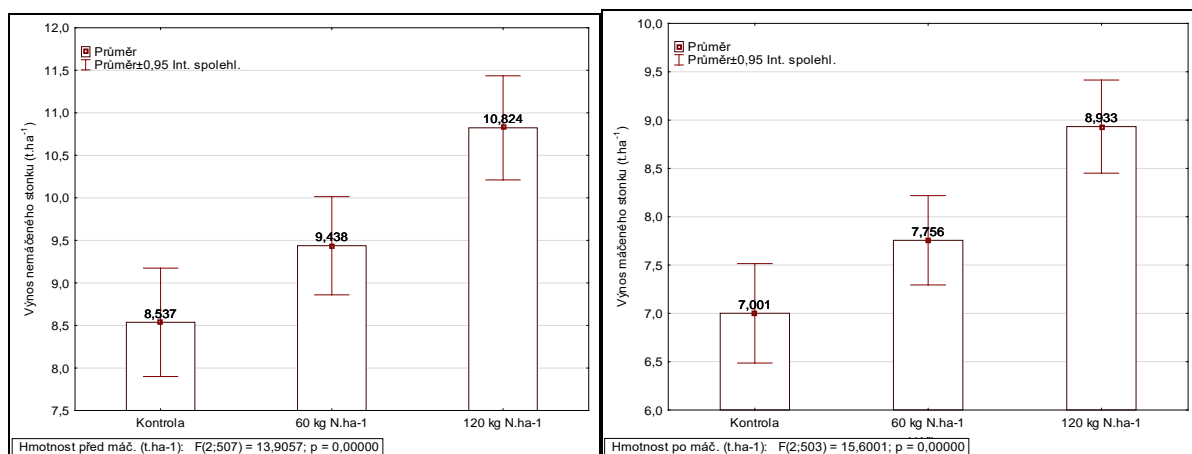 12,0
11,5
11,0
10,5
10,0
9,5
9,0
8,5
8,0
7,5
Výnos nemáčeného stonku (t.ha-1)
Průměr
Průměr±0,95 Int. spolehl.
8,537
9,438
10,824
Kontrola 60 kg N.ha-1 120 kg N.ha-1
Hmotnost před máč. (t.ha-1): F(2;507) = 13,9057; p = 0,00000
9,0
9,5
9,0
8,5
8,0
7,5
7,0
6,5
6,0
Výnos máčeného stonku (t.ha-1)
Průměr
Průměr±0,95 Int. spolehl.
7,001
7,756
8,933
Kontrola 60 kg N.ha-1 120 kg N.ha-1
Hmotnost po máč. (t.ha-1): F(2;503) = 15,6001; p = 0,00000